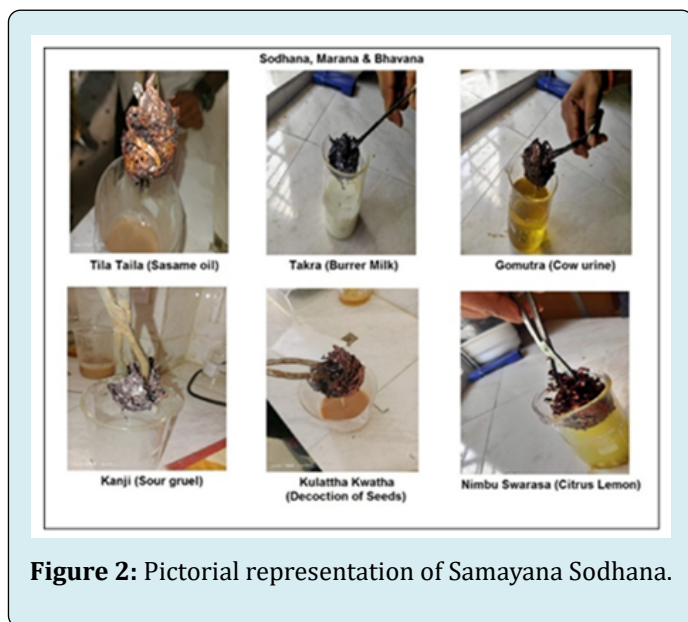 Sodhana, Marana & Bhavana
Tila Taila (Sasame oil)
Takra (Burrer Milk)
Gomutra (Cow urine)
Kanji (Sour gruel)
Kulattha Kwatha
(Decoction of Seeds)
Nimbu Swarasa (Citrus Lemon)
Figure 2: Pictorial representation of Samayana Sodhana.